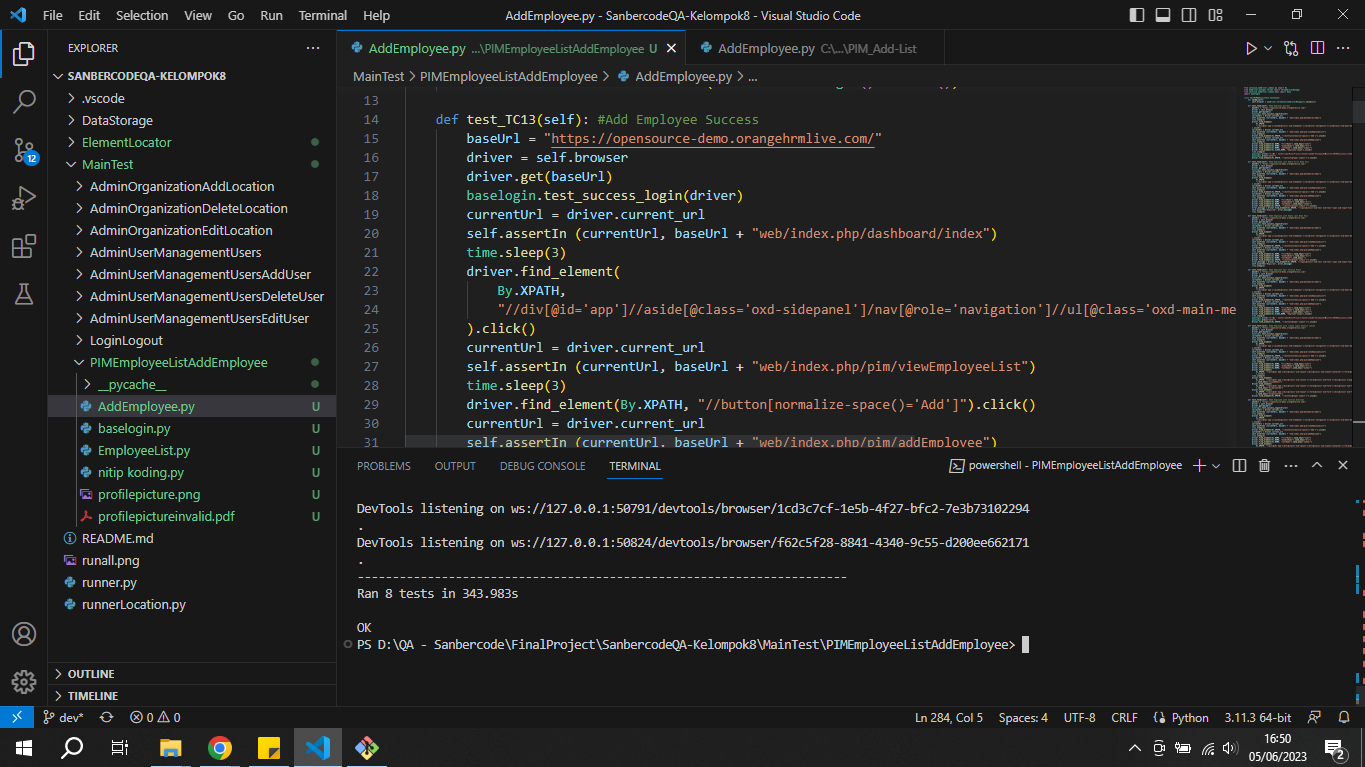 File Edit Selection View Go Run Terminal Help
AddEmployee.py - SanbercodeQA-Kelompok8 - Visual Studio Code
EXPLORER
SANBERCODEQA-KELOMPOK8
.vscode
DataStorage
ElementLocator
MainTest
AdminOrganizationAddLocation
AdminOrganizationDeleteLocation
AdminOrganizationEditLocation
AdminUserManagementUsers
AdminUserManagementUsersAddUser
AdminUserManagementUsersDeleteUser
AdminUserManagementUsersEditUser
LoginLogout
PIMEmployeeListAddEmployee
__pycache__
AddEmployee.py U
baselogin.py U
EmployeeList.py U
nitip koding.py U
profilepicture.png U
profilepictureinvalid.pdf U
README.md
runall.png
runner.py
runnerLocation.py
OUTLINE
TIMELINE
12
AddEmployee.py ...\PIMEmployeeListAddEmployee U
AddEmployee.py C:\...\PIM_Add-List
MainTest > PIMEmployeeListAddEmployee > AddEmployee.py > ...
13
14 def test_TC13(self): #Add Employee Success
15 baseUrl = "https://opensource-demo.orangehrmlive.com/"
16 driver = self.browser
17 driver.get(baseUrl)
18 baselogin.test_success_login(driver)
19 currentUrl = driver.current_url
20 self.assertIn (currentUrl, baseUrl + "web/index.php/dashboard/index")
21 time.sleep(3)
22 driver.find_element(
23 By.XPATH,
24 "//div[@id='app']//aside[@class='oxd-sidepanel']/nav[@role='navigation']//ul[@class='oxd-main-me
25 ).click()
26 currentUrl = driver.current_url
27 self.assertIn (currentUrl, baseUrl + "web/index.php/pim/viewEmployeeList")
28 time.sleep(3)
29 driver.find_element(By.XPATH, "//button[normalize-space()='Add']").click()
30 currentUrl = driver.current_url
31 self.assertIn (currentUrl, baseUrl + "web/index.php/pim/addEmployee")
PROBLEMS OUTPUT DEBUG CONSOLE TERMINAL
powershell - PIMEmployeeListAddEmployee
DevTools listening on ws://127.0.0.1:50791/devtools/browser/1cd3c7cf-1e5b-4f27-bfc2-7e3b73102294
.
DevTools listening on ws://127.0.0.1:50824/devtools/browser/f62c5f28-8841-4340-9c55-d200ee662171
.
----------------------------------------------------------------------
Ran 8 tests in 343.983s
OK
PS D:\QA - Sanbercode\FinalProject\SanbercodeQA-Kelompok8\MainTest\PIMEmployeeListAddEmployee>
dev* 0 0
Ln 284, Col 5 Spaces: 4 UTF-8 CRLF Python 3.11.3 64-bit
16:50
05/06/2023
2